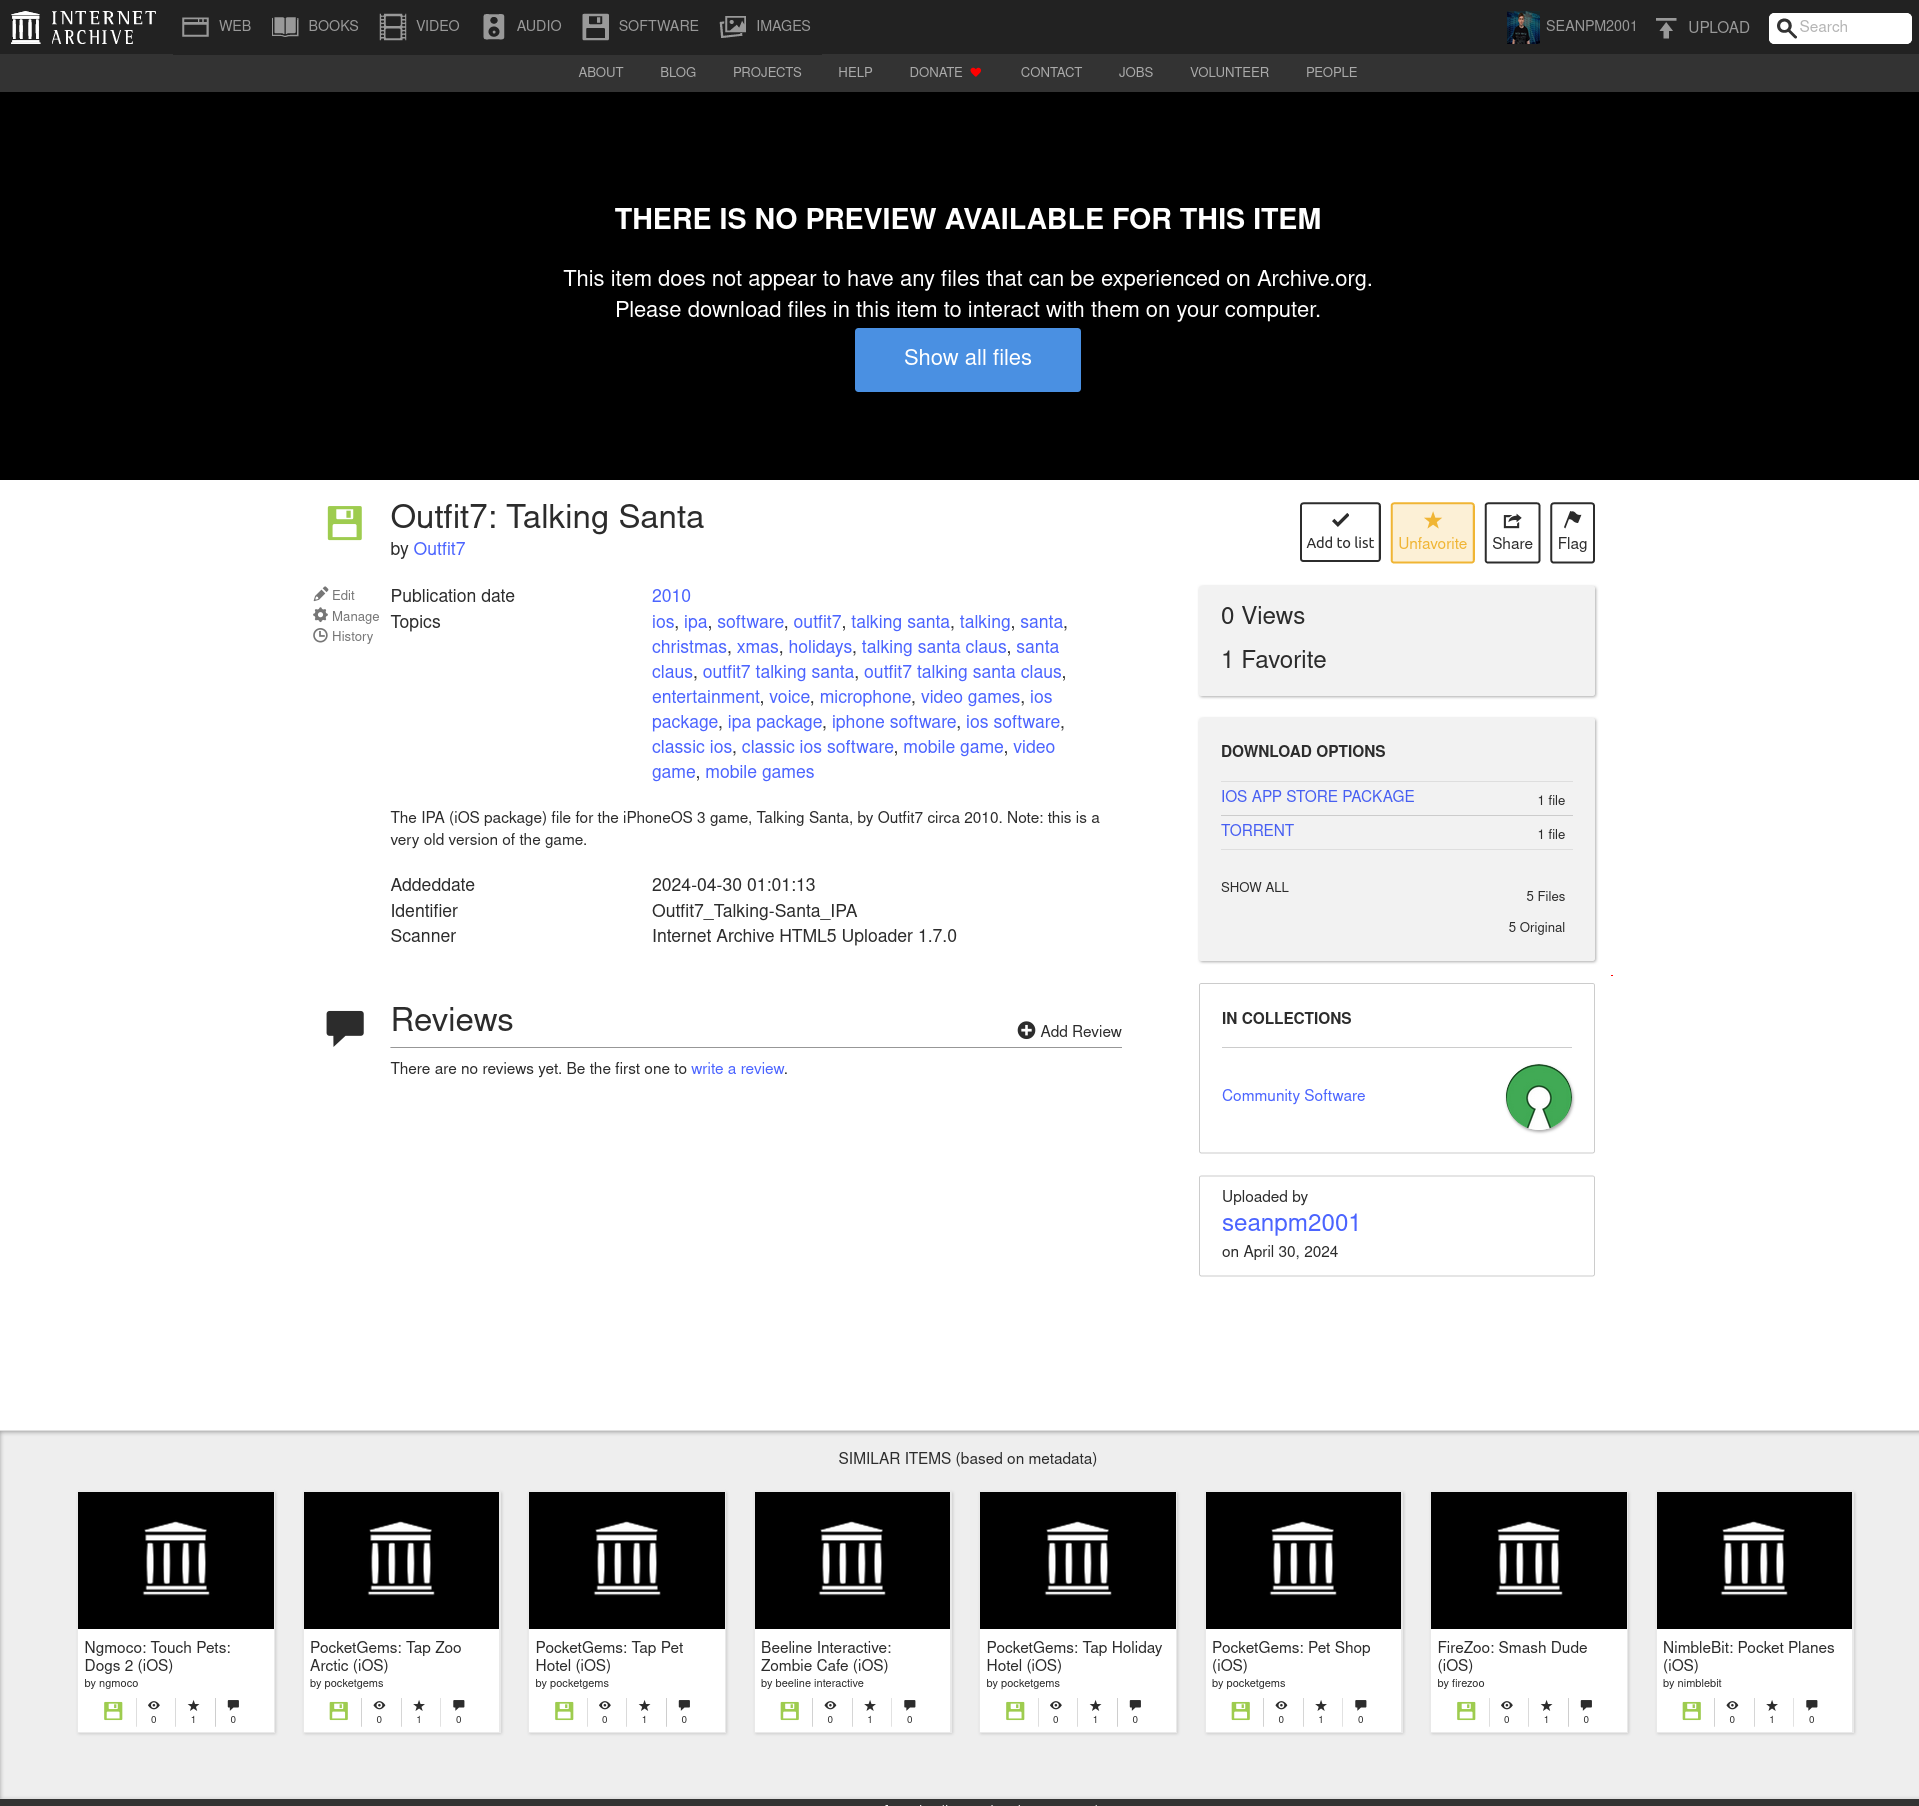 INTERNET
ARCHIVE
WEB
BOOKS
VIDEO
AUDIO
SOFTWARE
IMAGES
SEANPM2001
UPLOAD
Search
ABOUT
BLOG
PROJECTS
HELP
DONATE
CONTACT
JOBS
VOLUNTEER
PEOPLE
THERE IS NO PREVIEW AVAILABLE FOR THIS ITEM
This item does not appear to have any files that can be experienced on Archive.org.
Please download files in this item to interact with them on your computer.
Show all files
Outfit7: Talking Santa
by Outfit7
Add to list
Unfavorite
Share
Flag
Edit
Manage
History
Publication date 2010
Topics ios, ipa, software, outfit7, talking santa, talking, santa,
christmas, xmas, holidays, talking santa claus, santa
claus, outfit7 talking santa, outfit7 talking santa claus,
entertainment, voice, microphone, video games, ios
package, ipa package, iphone software, ios software,
classic ios, classic ios software, mobile game, video
game, mobile games
The IPA (iOS package) file for the iPhoneOS 3 game, Talking Santa, by Outfit7 circa 2010. Note: this is a
very old version of the game.
Addeddate 2024-04-30 01:01:13
Identifier Outfit7_Talking-Santa_IPA
Scanner Internet Archive HTML5 Uploader 1.7.0
Reviews
Add Review
There are no reviews yet. Be the first one to write a review.
0 Views
1 Favorite
DOWNLOAD OPTIONS
IOS APP STORE PACKAGE 1 file
TORRENT 1 file
SHOW ALL
5 Files
5 Original
IN COLLECTIONS
Community Software
Uploaded by
seanpm2001
on April 30, 2024
SIMILAR ITEMS (based on metadata)
Ngmoco: Touch Pets:
Dogs 2 (iOS)
by ngmoco
0 1 0
PocketGems: Tap Zoo
Arctic (iOS)
by pocketgems
0 1 0
PocketGems: Tap Pet
Hotel (iOS)
by pocketgems
0 1 0
Beeline Interactive:
Zombie Cafe (iOS)
by beeline interactive
0 1 0
PocketGems: Tap Holiday
Hotel (iOS)
by pocketgems
0 1 0
PocketGems: Pet Shop
(iOS)
by pocketgems
0 1 0
FireZoo: Smash Dude
(iOS)
by firezoo
0 1 0
NimbleBit: Pocket Planes
(iOS)
by nimblebit
0 1 0